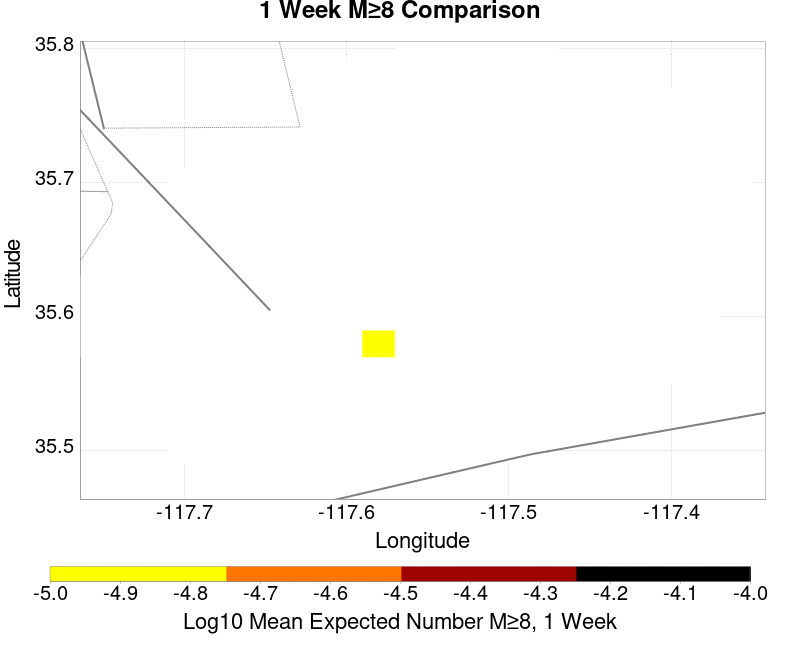 1 Week M≥8 Comparison
35.8
35.7
35.6
35.5
Latitude
-117.7 -117.6 -117.5 -117.4
Longitude
-5.0 -4.9 -4.8 -4.7 -4.6 -4.5 -4.4 -4.3 -4.2 -4.1 -4.0
Log10 Mean Expected Number M≥8, 1 Week